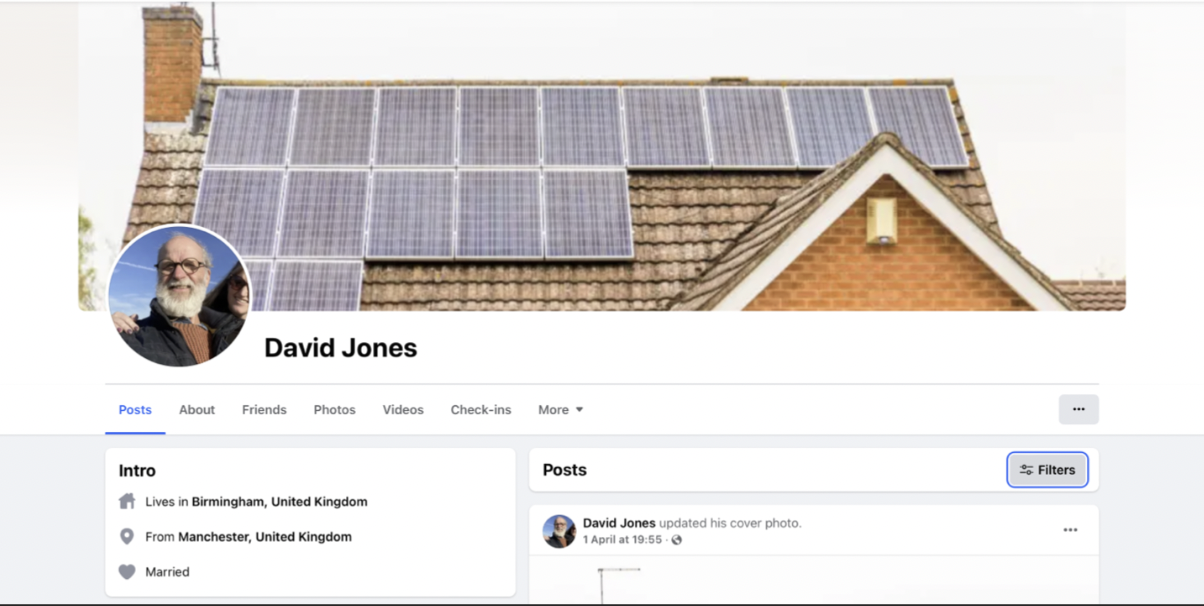 David Jones
Posts About Friends Photos Videos Check-ins More
Intro
Lives in Birmingham, United Kingdom
From Manchester, United Kingdom
Married
Posts
Filters
David Jones updated his cover photo.
1 April at 19:55 ·